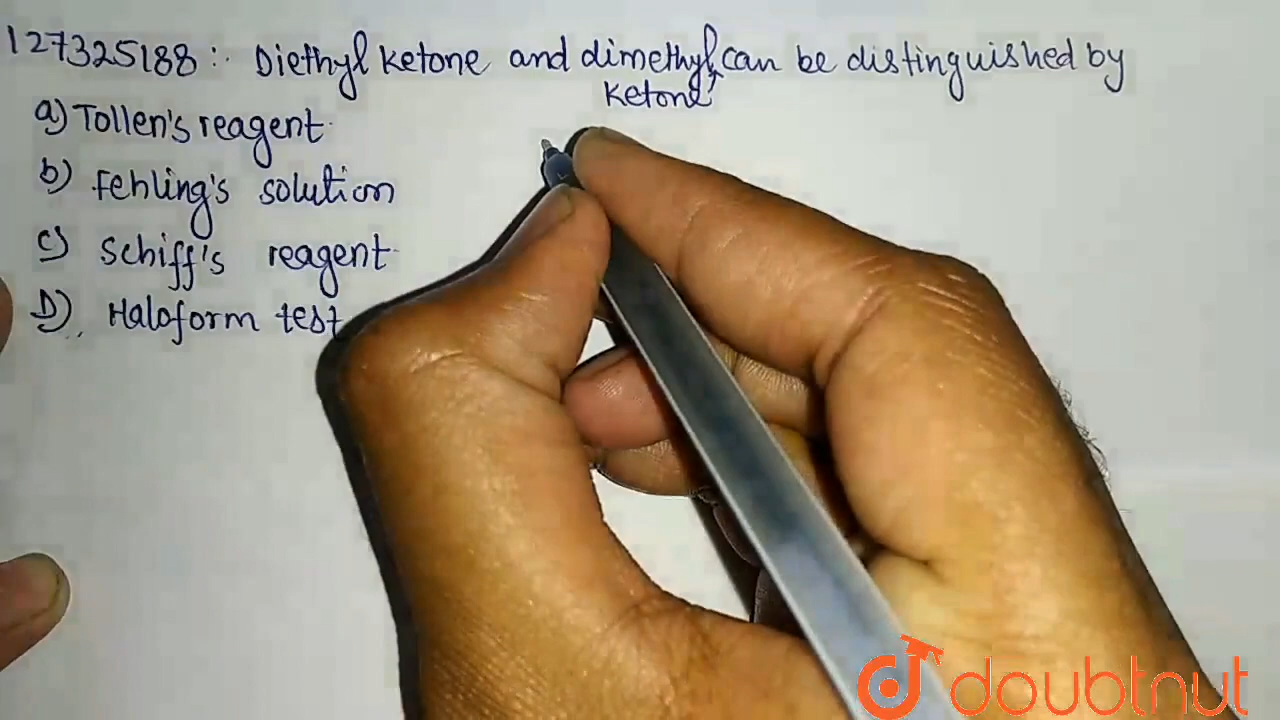 127325188:- Diethyl ketone and dimethyl, can be distinguished by
ketone
a) Tollen's reagent
b) Fehling's solution
c) Schiff's reagent
D) Haloform test
doubtnut